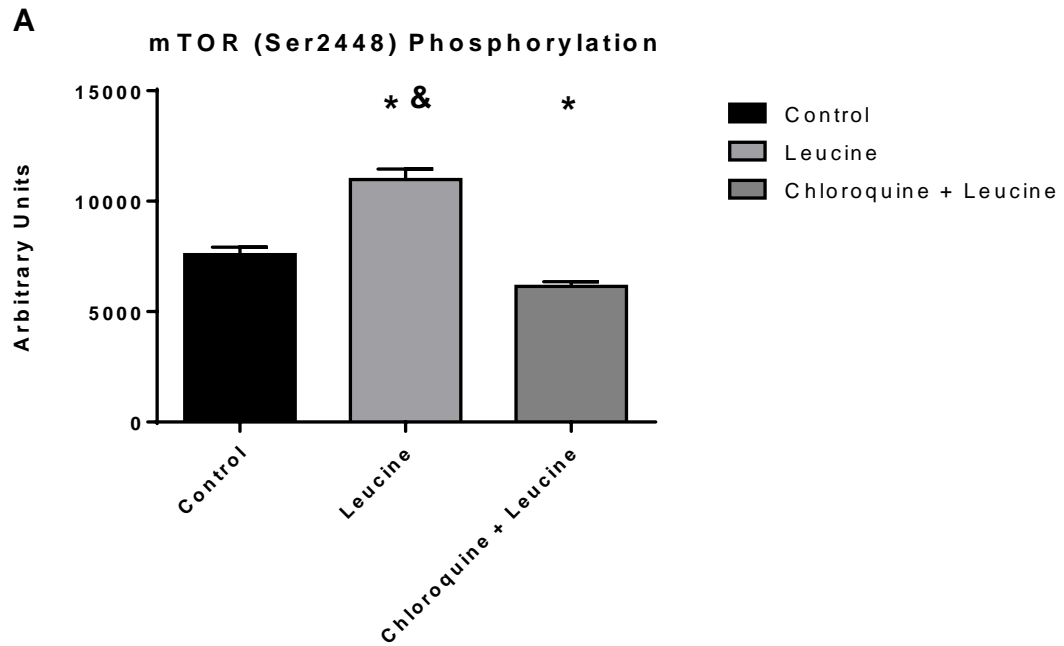 A
mTOR (Ser2448) Phosphorylation
Arbitrary Units
15000
10000
5000
0
* &
*
Control
Leucine
Chloroquine + Leucine
Control
Leucine
Chloroquine + Leucine